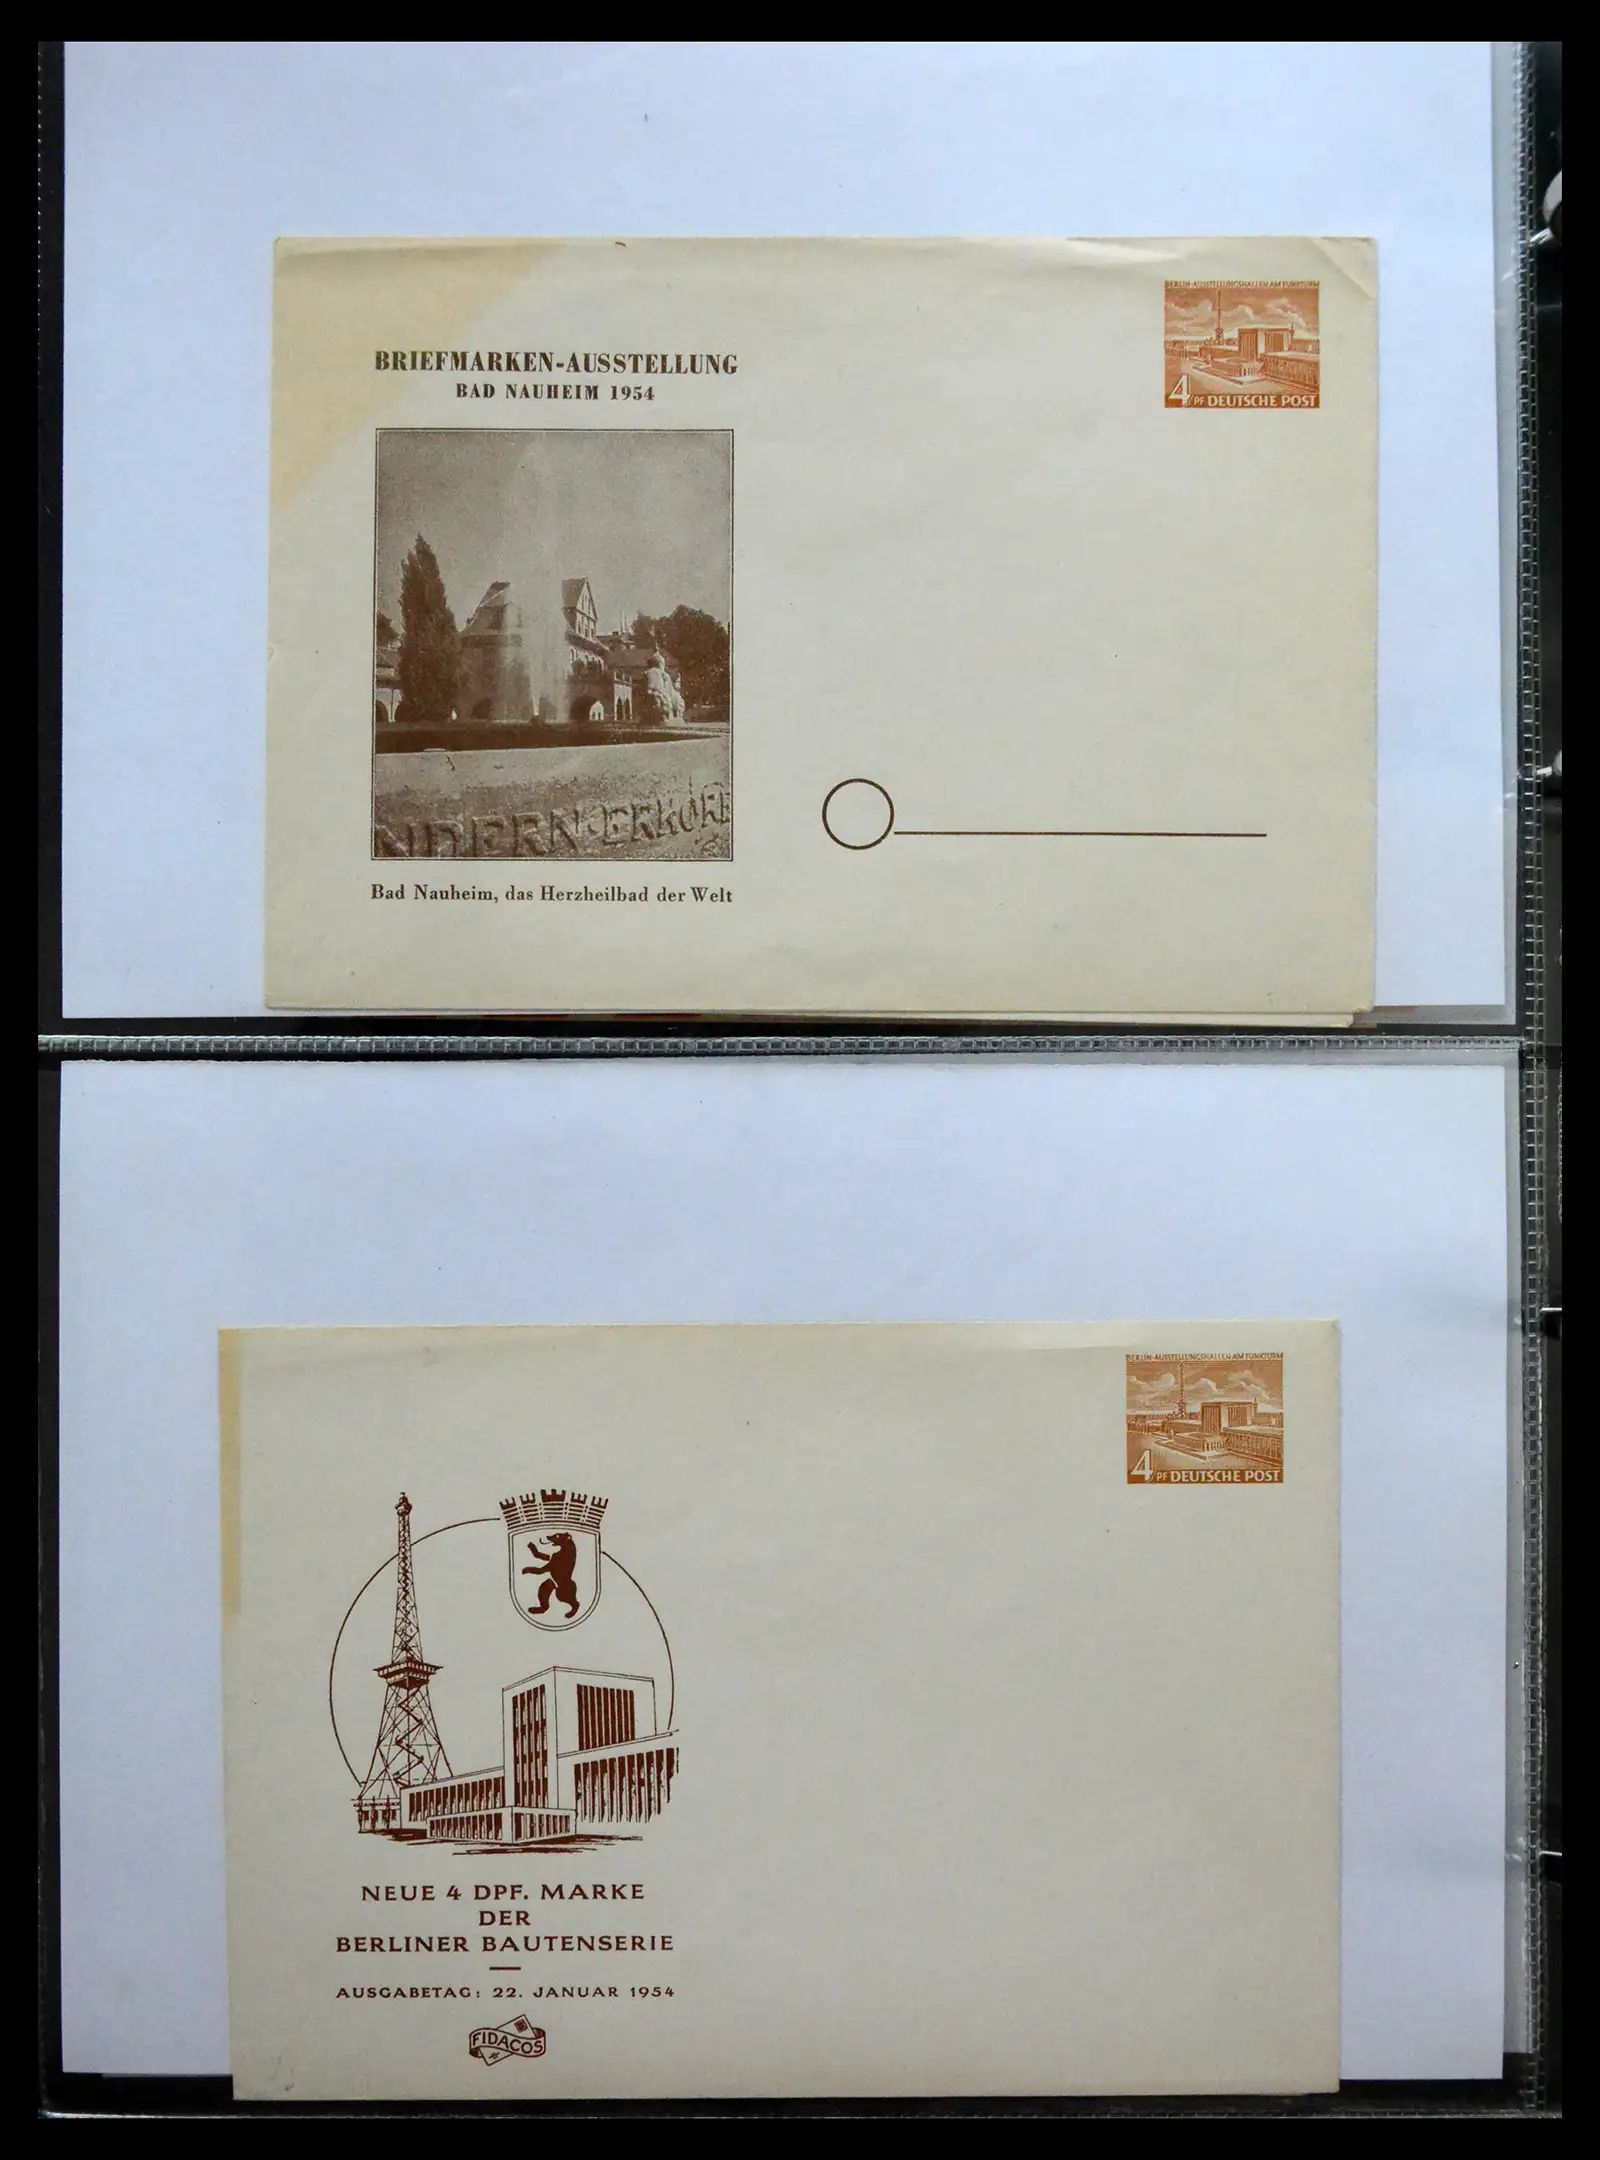 BERLIN-AUSSTELLUNGSHALLEN AM FUNKTURM
4 PF DEUTSCHE POST
BRIEFMARKEN-AUSSTELLUNG
BAD NAUHEIM 1954
ERKOR
Bad Nauheim, das Herzheilbad der Welt
BERLIN-AUSSTELLUNGSHALLEN AM FUNKTURM
4 PF DEUTSCHE POST
NEUE 4 DPF. MARKE
DER
BERLINER BAUTENSERIE
AUSGABETAG: 22. JANUAR 1954
FIDACOS